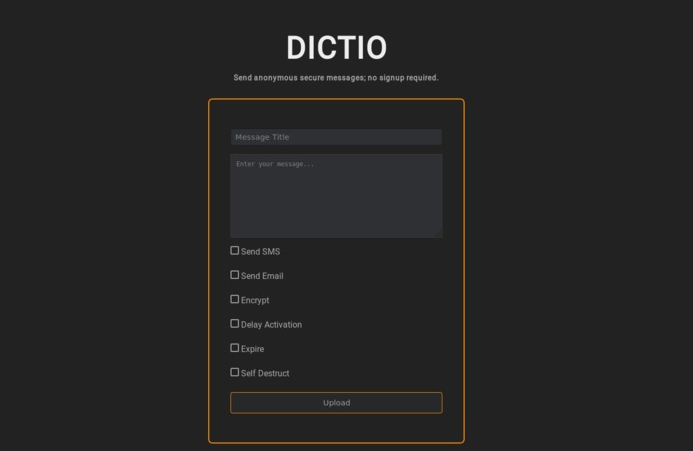 DICTIO
Send anonymous secure messages; no signup required.
Message Title
Enter your message...
Send SMS
Send Email
Encrypt
Delay Activation
Expire
Self Destruct
Upload